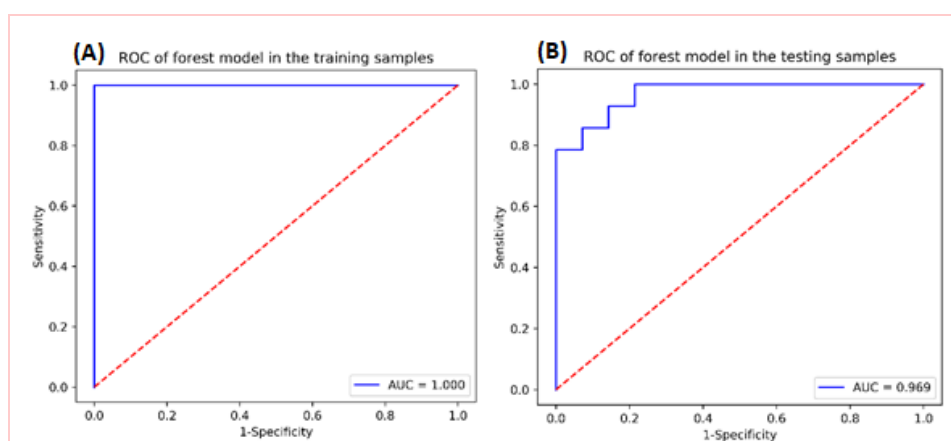 (A) ROC of forest model in the training samples
1.0
0.8
0.6
0.4
0.2
0.0
Sensitivity
AUC = 1.000
0.0 0.2 0.4 0.6 0.8 1.0
1-Specificity
(B) ROC of forest model in the testing samples
1.0
0.8
0.6
0.4
0.2
0.0
Sensitivity
AUC = 0.969
0.0 0.2 0.4 0.6 0.8 1.0
1-Specificity